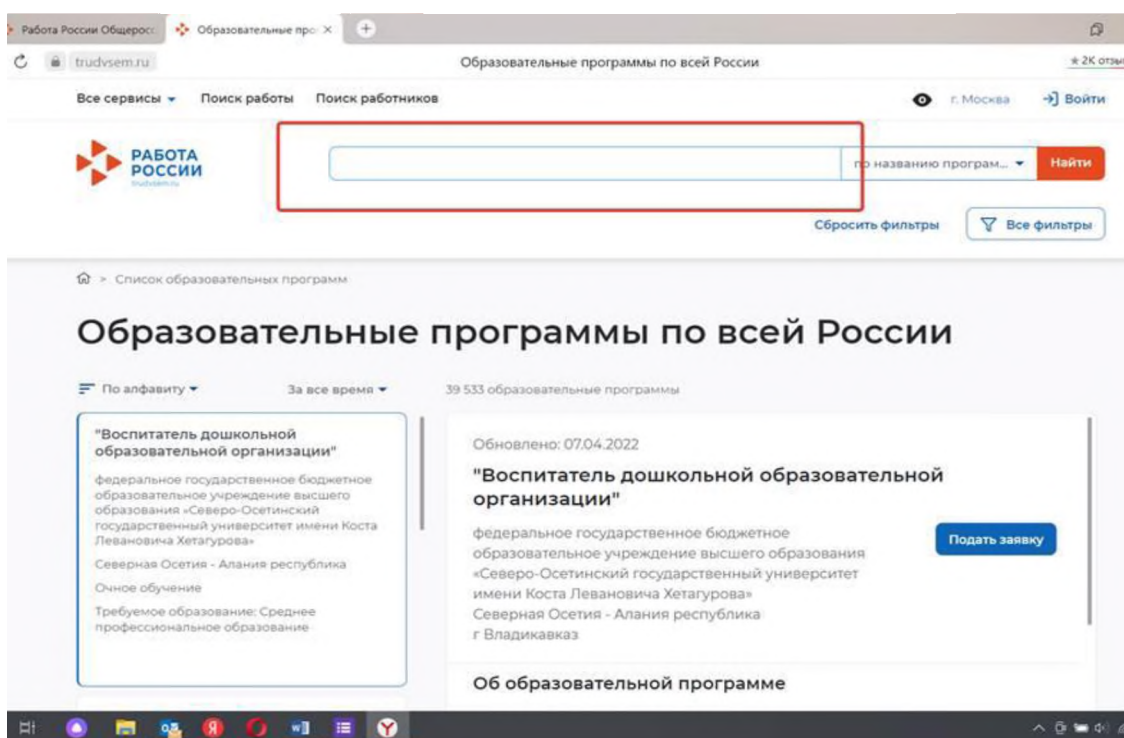 Работа России Общеросс
Образовательные про
trudvsem.ru
Образовательные программы по всей России
2К отзы
Все сервисы
Поиск работы
Поиск работников
г. Москва
Войти
РАБОТА
РОССИИ
trudvsem.ru
по названию програм...
Найти
Сбросить фильтры
Все фильтры
> Список образовательных программ
Образовательные программы по всей России
По алфавиту
За все время
39 533 образовательные программы
"Воспитатель дошкольной
образовательной организации"
федеральное государственное бюджетное
образовательное учреждение высшего
образования «Северо-Осетинский
государственный университет имени Коста
Левановича Хетагурова»
Северная Осетия - Алания республика
Очное обучение
Требуемое образование: Среднее
профессиональное образование
Обновлено: 07.04.2022
"Воспитатель дошкольной образовательной
организации"
федеральное государственное бюджетное
образовательное учреждение высшего образования
«Северо-Осетинский государственный университет
имени Коста Левановича Хетагурова»
Северная Осетия - Алания республика
г Владикавказ
Подать заявку
Об образовательной программе